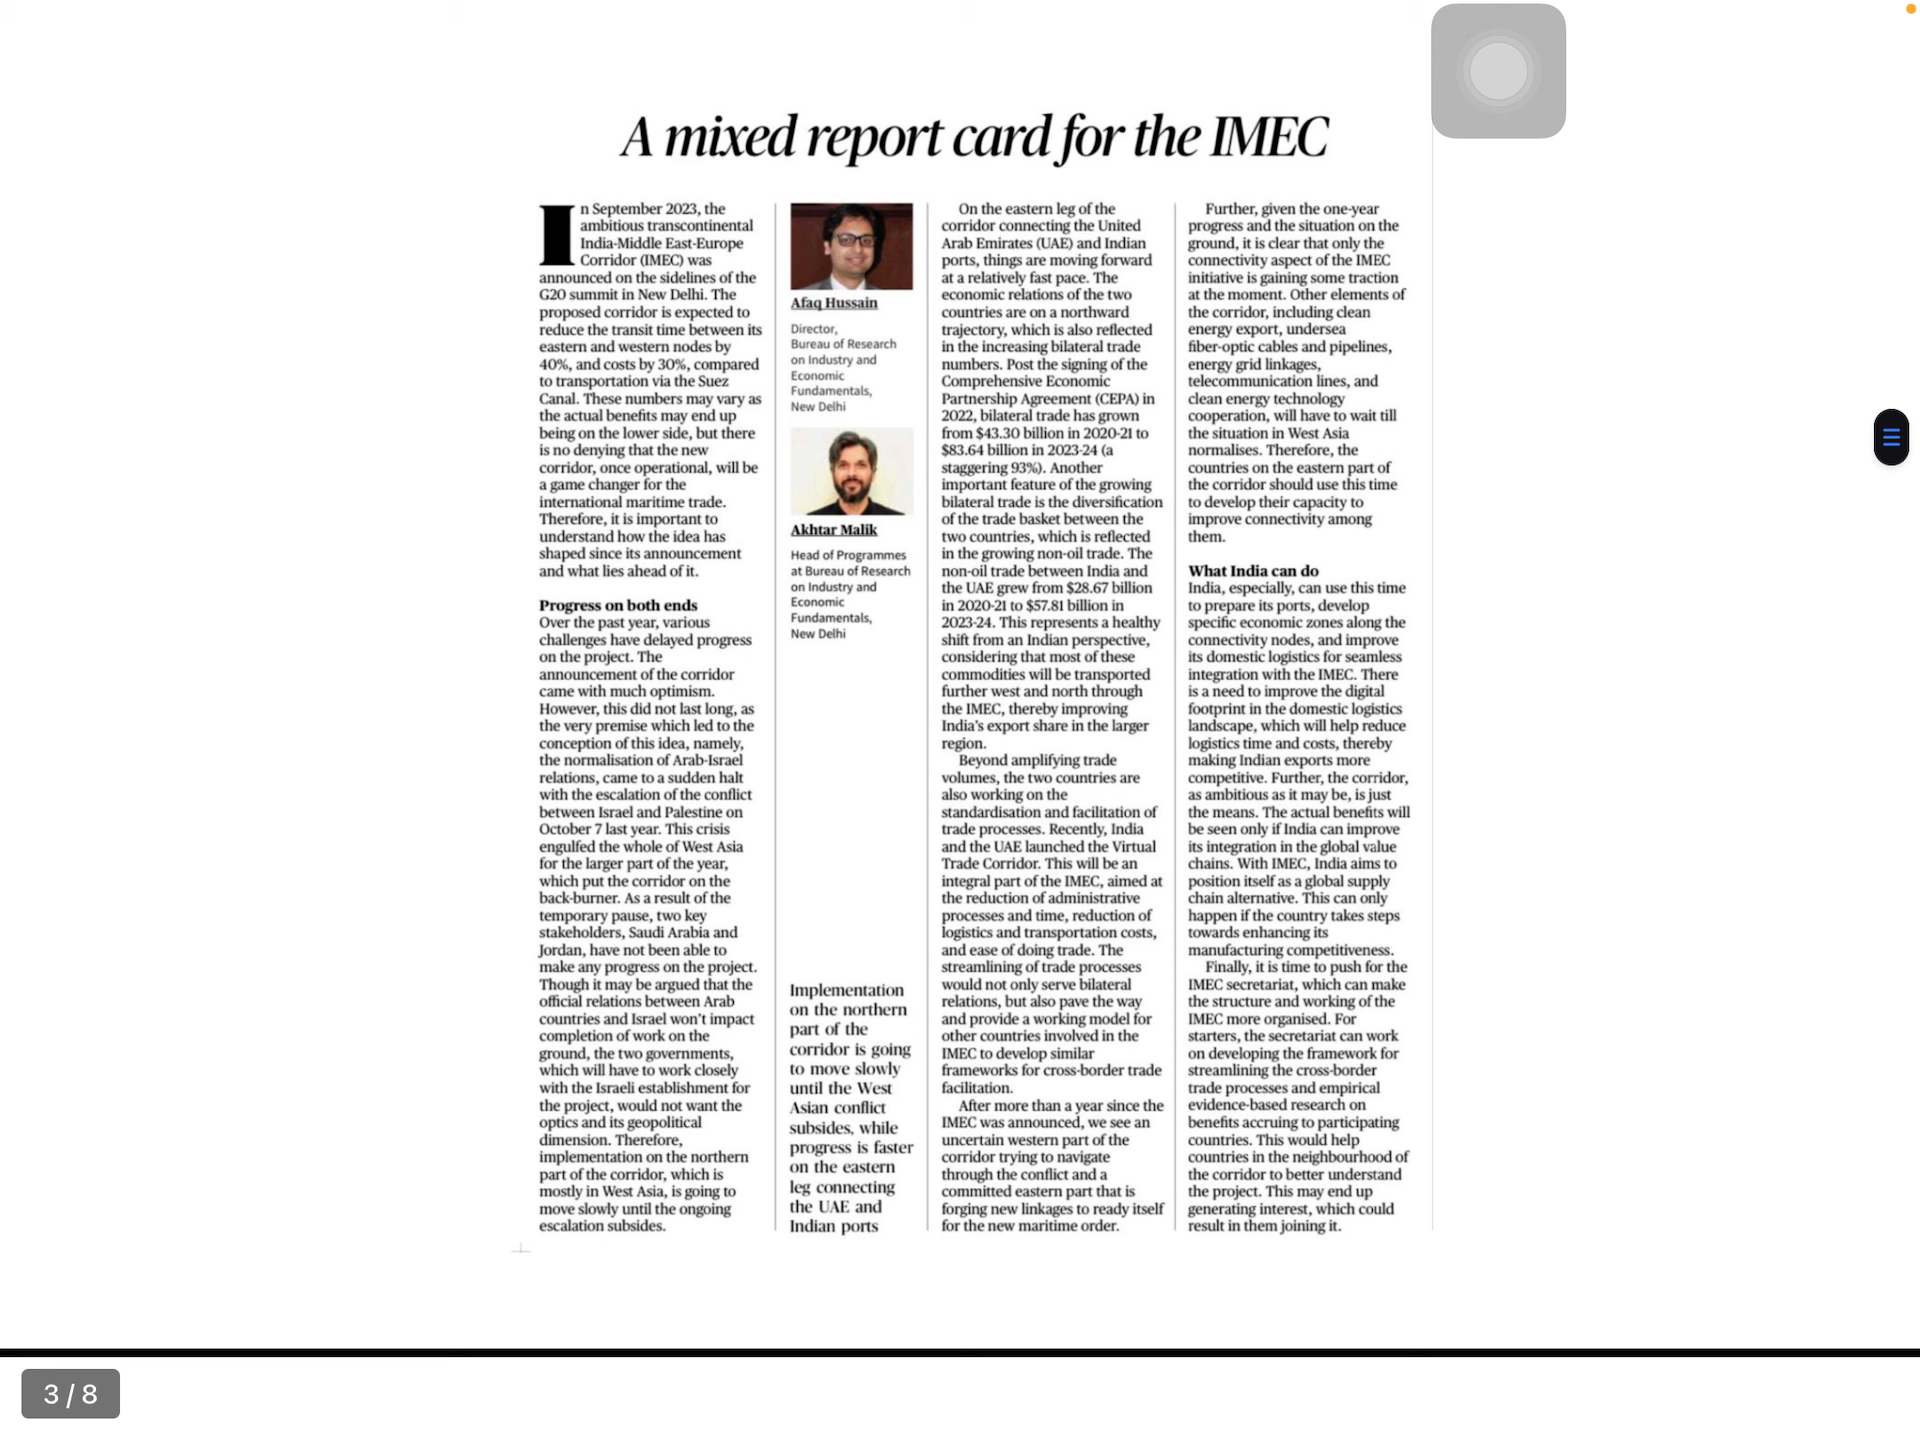 A mixed report card for the IMEC
In September 2023, the
ambitious transcontinental
India-Middle East-Europe
Corridor (IMEC) was
announced on the sidelines of the
G20 summit in New Delhi. The
proposed corridor is expected to
reduce the transit time between its
eastern and western nodes by
40%, and costs by 30%, compared
to transportation via the Suez
Canal. These numbers may vary as
the actual benefits may end up
being on the lower side, but there
is no denying that the new
corridor, once operational, will be
a game changer for the
international maritime trade.
Therefore, it is important to
understand how the idea has
shaped since its announcement
and what lies ahead of it.
Progress on both ends
Over the past year, various
challenges have delayed progress
on the project. The
announcement of the corridor
came with much optimism.
However, this did not last long, as
the very premise which led to the
conception of this idea, namely,
the normalisation of Arab-Israel
relations, came to a sudden halt
with the escalation of the conflict
between Israel and Palestine on
October 7 last year. This crisis
engulfed the whole of West Asia
for the larger part of the year,
which put the corridor on the
back-burner. As a result of the
temporary pause, two key
stakeholders, Saudi Arabia and
Jordan, have not been able to
make any progress on the project.
Though it may be argued that the
official relations between Arab
countries and Israel won't impact
completion of work on the
ground, the two governments,
which will have to work closely
with the Israeli establishment for
the project, would not want the
optics and its geopolitical
dimension. Therefore,
implementation on the northern
part of the corridor, which is
mostly in West Asia, is going to
move slowly until the ongoing
escalation subsides.
Afaq Hussain
Director,
Bureau of Research
on Industry and
Economic
Fundamentals,
New Delhi
Akhtar Malik
Head of Programmes
at Bureau of Research
on Industry and
Economic
Fundamentals,
New Delhi
Implementation
on the northern
part of the
corridor is going
to move slowly
until the West
Asian conflict
subsides, while
progress is faster
on the eastern
leg connecting
the UAE and
Indian ports
On the eastern leg of the
corridor connecting the United
Arab Emirates (UAE) and Indian
ports, things are moving forward
at a relatively fast pace. The
economic relations of the two
countries are on a northward
trajectory, which is also reflected
in the increasing bilateral trade
numbers. Post the signing of the
Comprehensive Economic
Partnership Agreement (CEPA) in
2022, bilateral trade has grown
from $43.30 billion in 2020-21 to
$83.64 billion in 2023-24 (a
staggering 93%). Another
important feature of the growing
bilateral trade is the diversification
of the trade basket between the
two countries, which is reflected
in the growing non-oil trade. The
non-oil trade between India and
the UAE grew from $28.67 billion
in 2020-21 to $57.81 billion in
2023-24. This represents a healthy
shift from an Indian perspective,
considering that most of these
commodities will be transported
further west and north through
the IMEC, thereby improving
India's export share in the larger
region.
Beyond amplifying trade
volumes, the two countries are
also working on the
standardisation and facilitation of
trade processes. Recently, India
and the UAE launched the Virtual
Trade Corridor. This will be an
integral part of the IMEC, aimed at
the reduction of administrative
processes and time, reduction of
logistics and transportation costs,
and ease of doing trade. The
streamlining of trade processes
would not only serve bilateral
relations, but also pave the way
and provide a working model for
other countries involved in the
IMEC to develop similar
frameworks for cross-border trade
facilitation.
After more than a year since the
IMEC was announced, we see an
uncertain western part of the
corridor trying to navigate
through the conflict and a
committed eastern part that is
forging new linkages to ready itself
for the new maritime order.
Further, given the one-year
progress and the situation on the
ground, it is clear that only the
connectivity aspect of the IMEC
initiative is gaining some traction
at the moment. Other elements of
the corridor, including clean
energy export, undersea
fiber-optic cables and pipelines,
energy grid linkages,
telecommunication lines, and
clean energy technology
cooperation, will have to wait till
the situation in West Asia
normalises. Therefore, the
countries on the eastern part of
the corridor should use this time
to develop their capacity to
improve connectivity among
them.
What India can do
India, especially, can use this time
to prepare its ports, develop
specific economic zones along the
connectivity nodes, and improve
its domestic logistics for seamless
integration with the IMEC. There
is a need to improve the digital
footprint in the domestic logistics
landscape, which will help reduce
logistics time and costs, thereby
making Indian exports more
competitive. Further, the corridor,
as ambitious as it may be, is just
the means. The actual benefits will
be seen only if India can improve
its integration in the global value
chains. With IMEC, India aims to
position itself as a global supply
chain alternative. This can only
happen if the country takes steps
towards enhancing its
manufacturing competitiveness.
Finally, it is time to push for the
IMEC secretariat, which can make
the structure and working of the
IMEC more organised. For
starters, the secretariat can work
on developing the framework for
streamlining the cross-border
trade processes and empirical
evidence-based research on
benefits accruing to participating
countries. This would help
countries in the neighbourhood of
the corridor to better understand
the project. This may end up
generating interest, which could
result in them joining it.
3 / 8